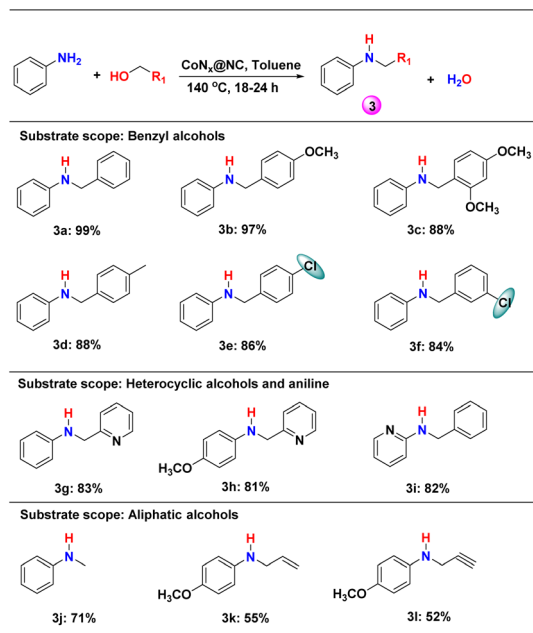 NH2 + HO R1 CoNx@NC, Toluene H N R1 + H2O
140 °C, 18-24 h
3
Substrate scope: Benzyl alcohols
H N
H N OCH3
H N OCH3 OCH3
3a: 99% 3b: 97% 3c: 88%
H N
H N Cl
H N Cl
3d: 88% 3e: 86% 3f: 84%
Substrate scope: Heterocyclic alcohols and aniline
H N N
H N N H3CO
H N N
3g: 83% 3h: 81% 3i: 82%
Substrate scope: Aliphatic alcohols
H N
H N H3CO
H N H3CO
3j: 71% 3k: 55% 3l: 52%